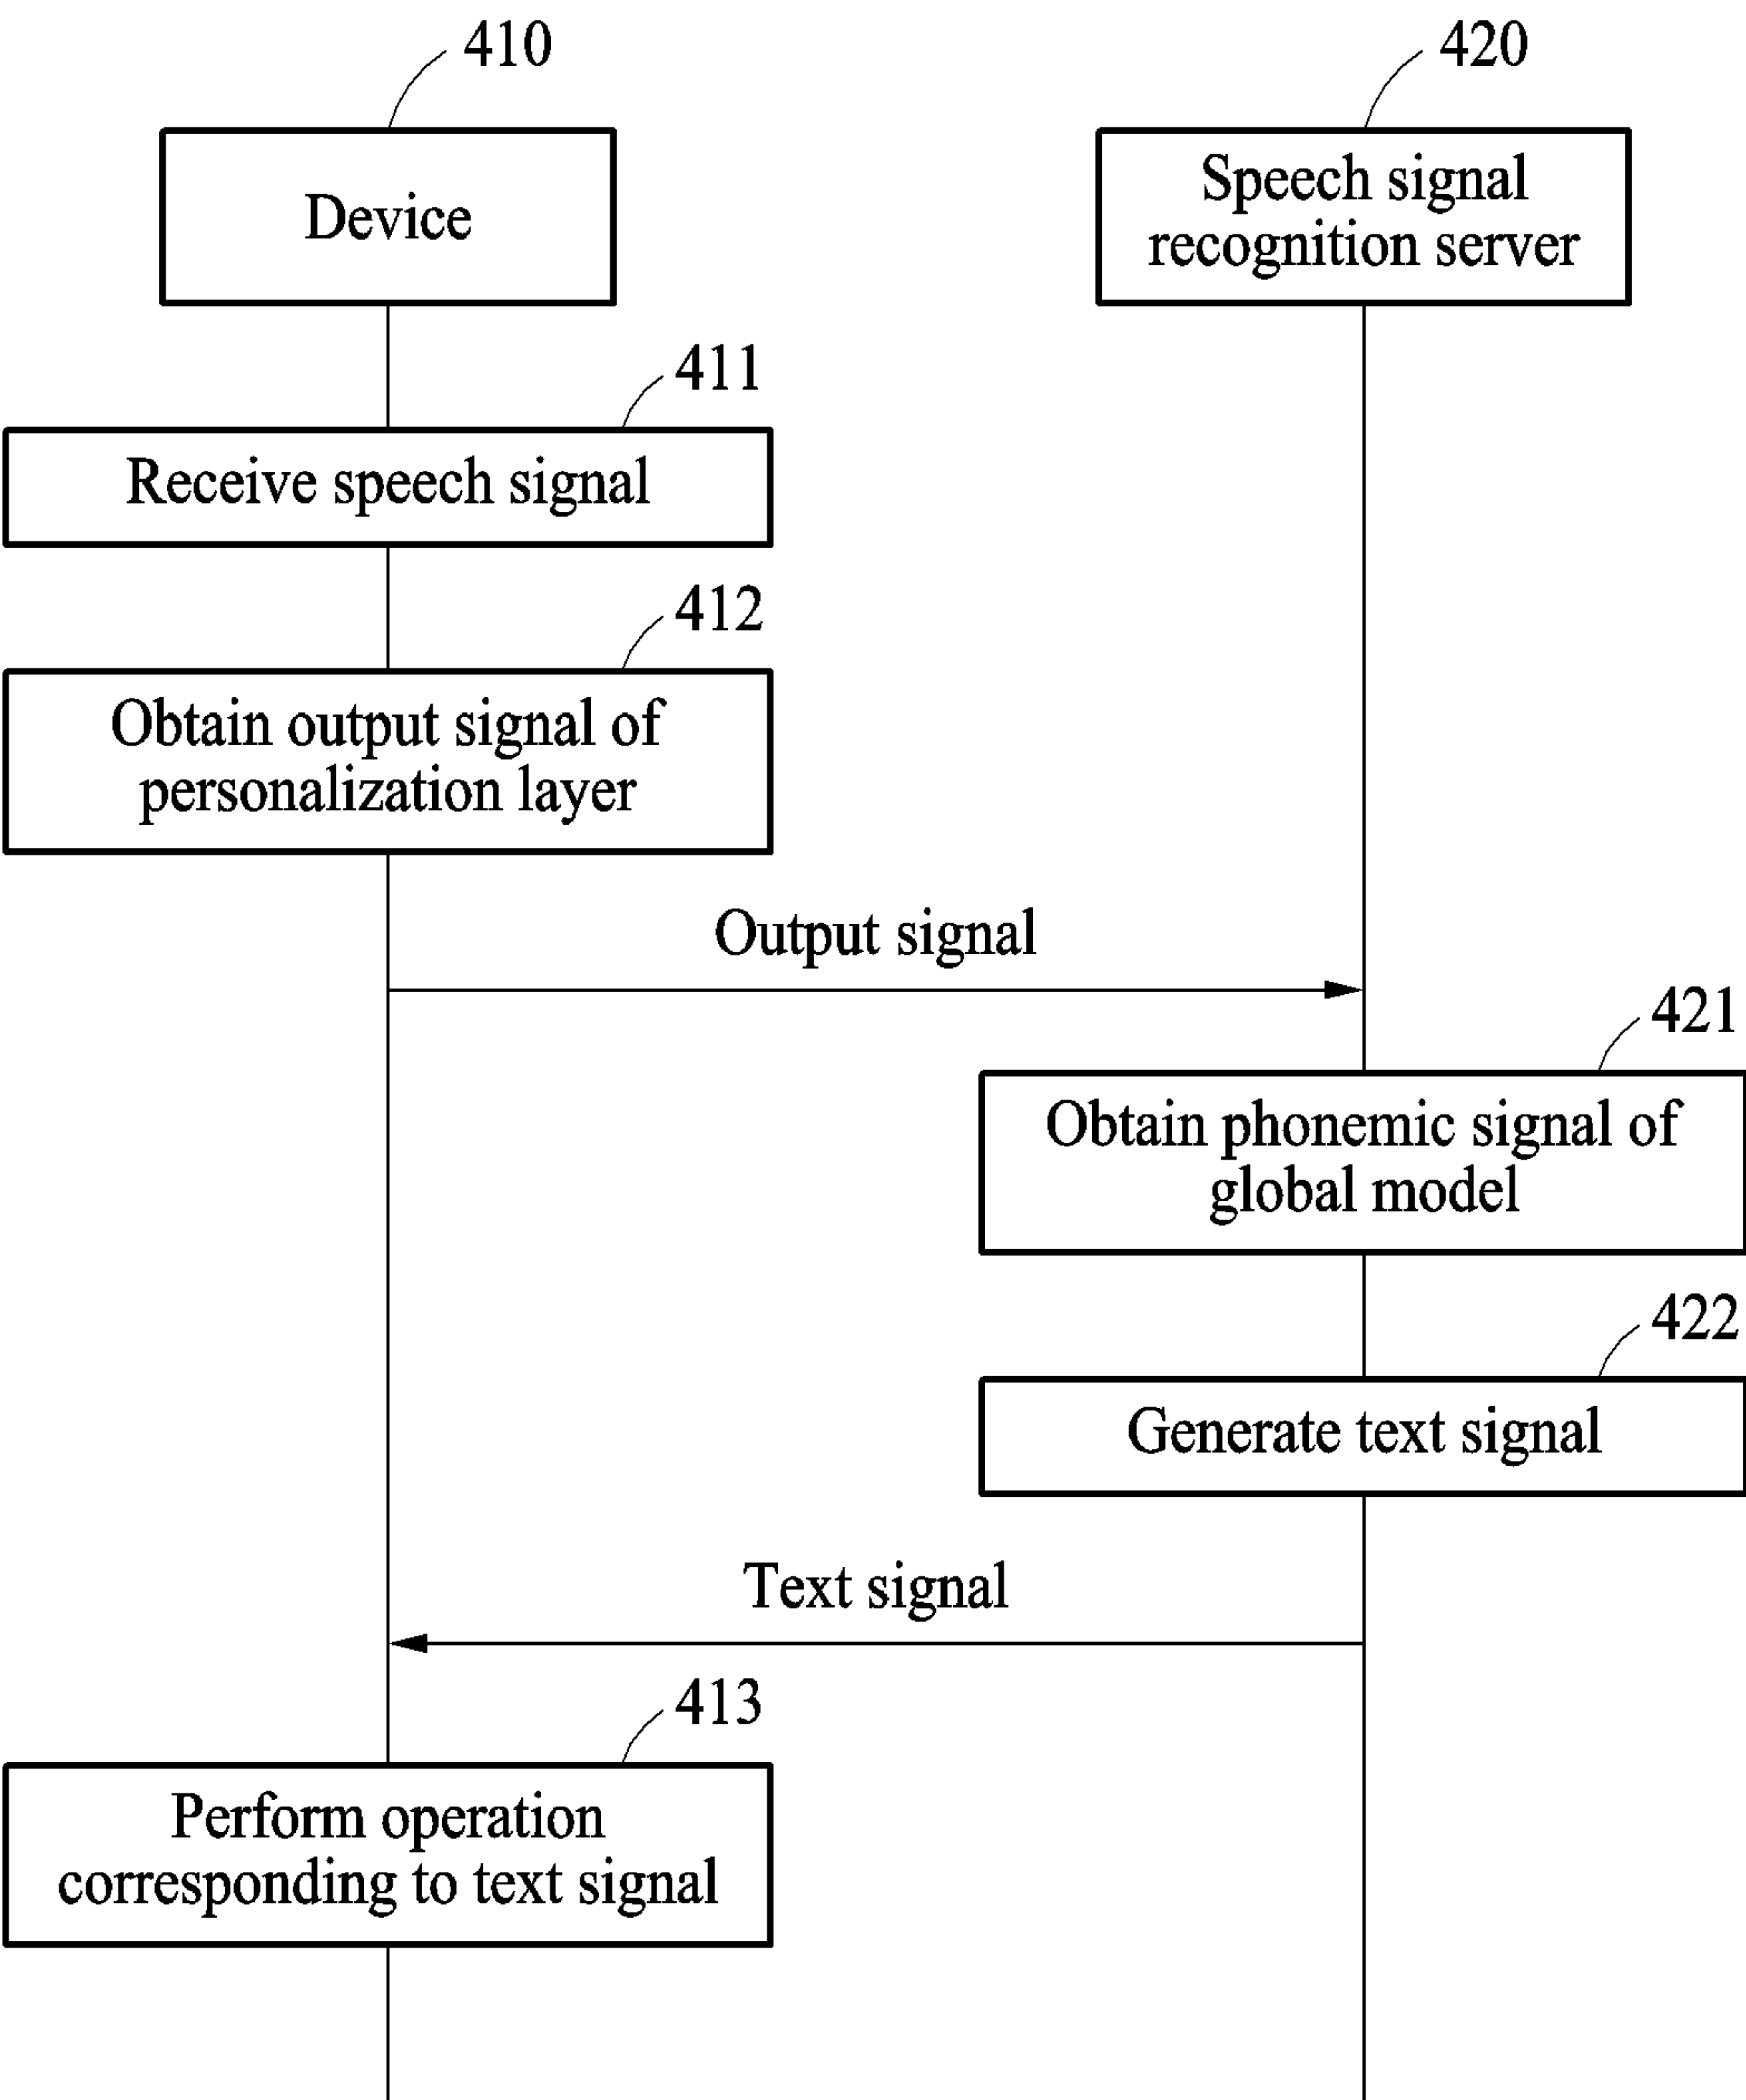 410
420
Device
Speech signal
recognition server
411
Receive speech signal
412
Obtain output signal of
personalization layer
Output signal
421
Obtain phonemic signal of
global model
422
Generate text signal
Text signal
413
Perform operation
corresponding to text signal